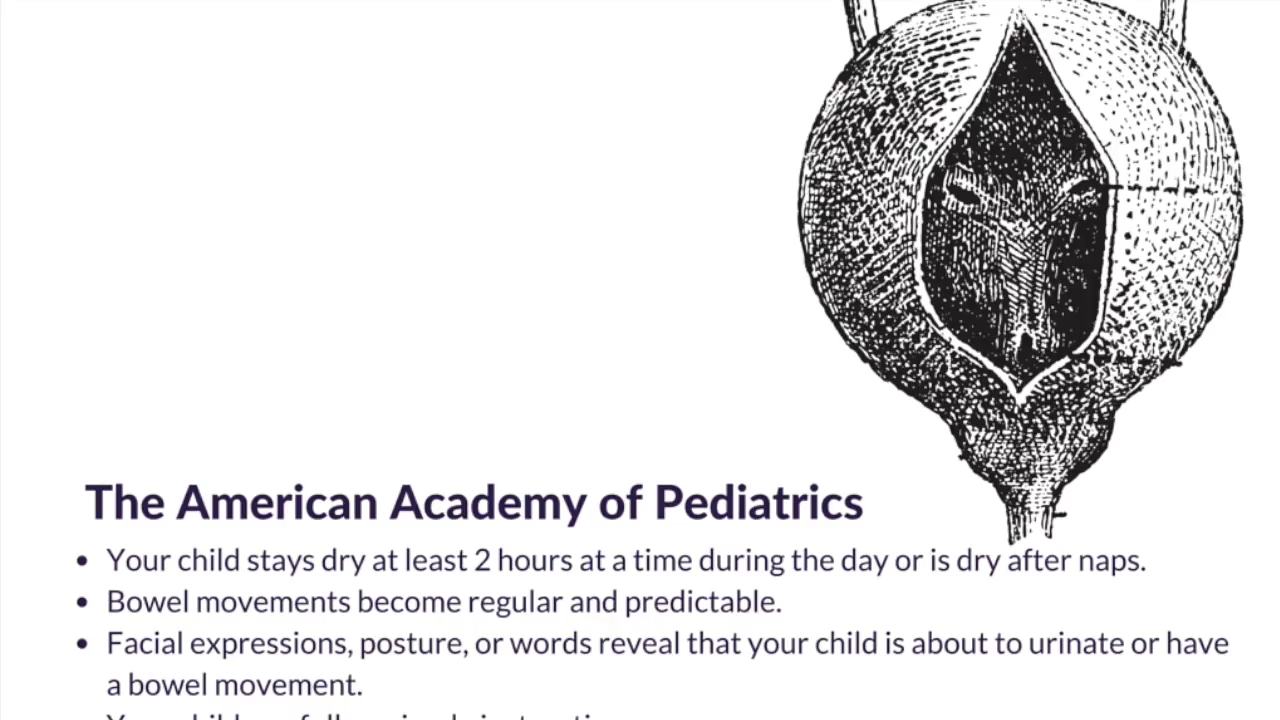 The American Academy of Pediatrics
• Your child stays dry at least 2 hours at a time during the day or is dry after naps.
• Bowel movements become regular and predictable.
• Facial expressions, posture, or words reveal that your child is about to urinate or have
a bowel movement.